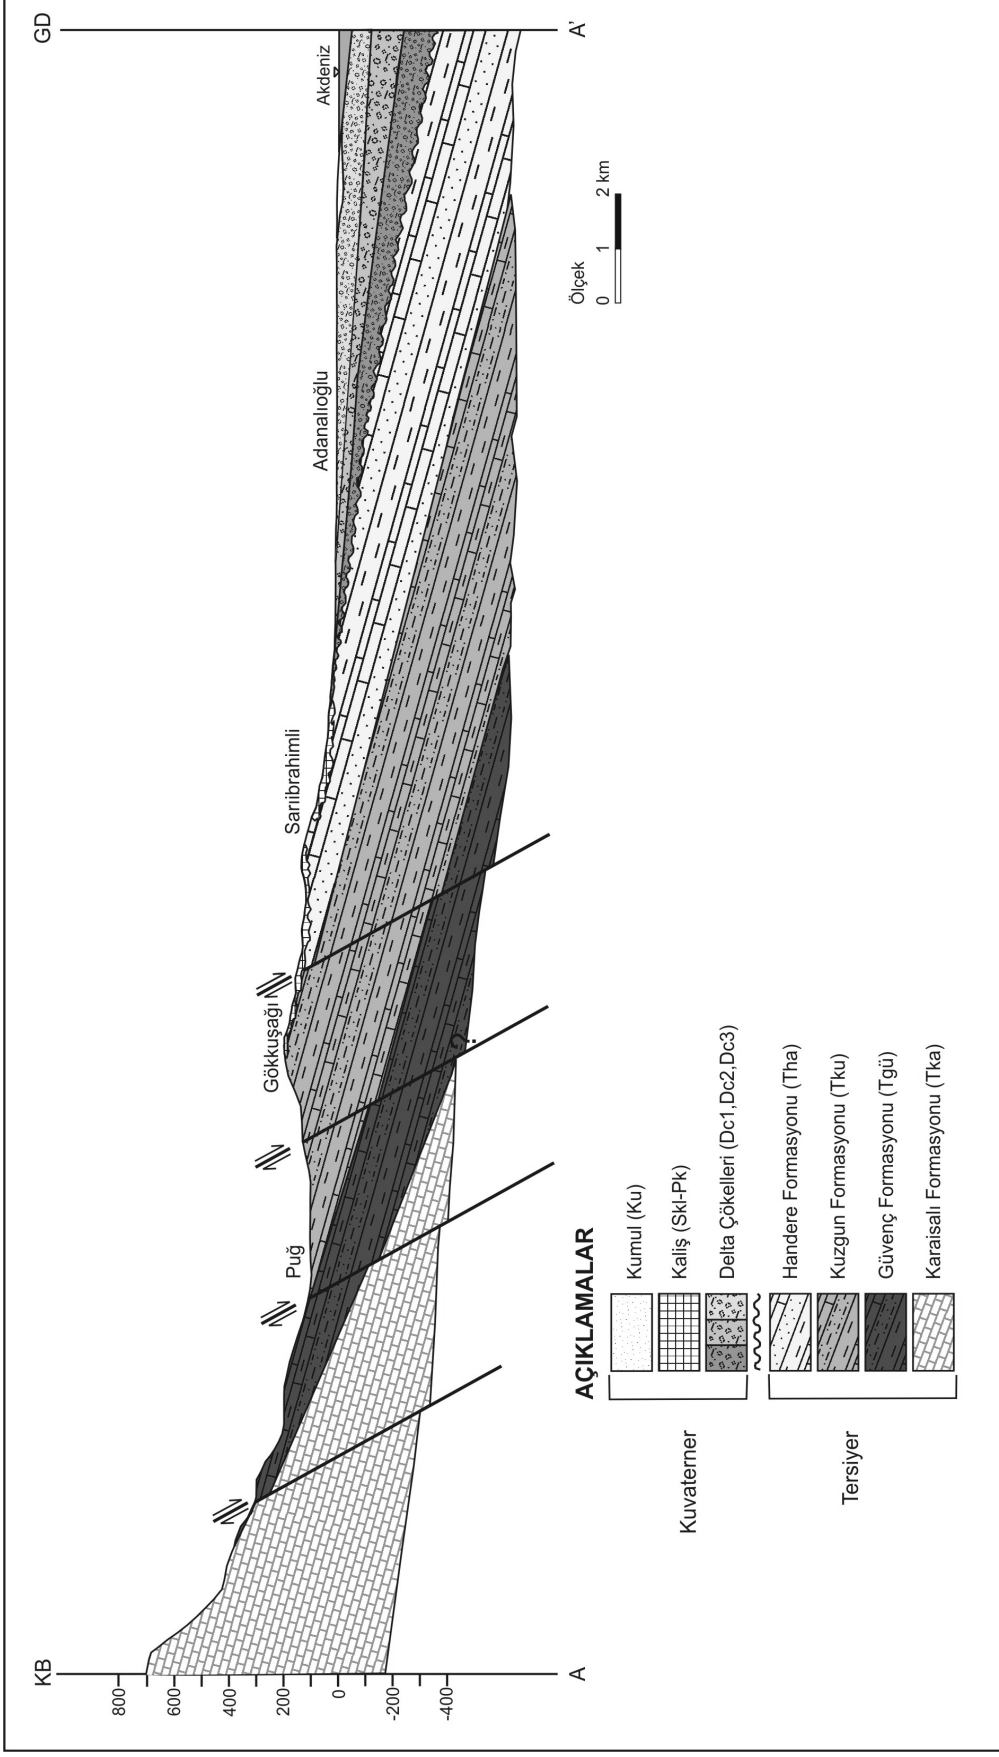 KB
GD
Akdeniz
Adanalıoğlu
Sarıibrahimli
Gökkuşağı
Puğ
800
600
400
200
0
-200
-400
?
A
A'
Ölçek
0 1 2 km
AÇIKLAMALAR
Kuvaterner
Kumul (Ku)
Kaliş (Skl-Pk)
Delta Çökelleri (Dc1,Dc2,Dc3)
Tersiyer
Handere Formasyonu (Tha)
Kuzgun Formasyonu (Tku)
Güvenç Formasyonu (Tgü)
Karaisalı Formasyonu (Tka)